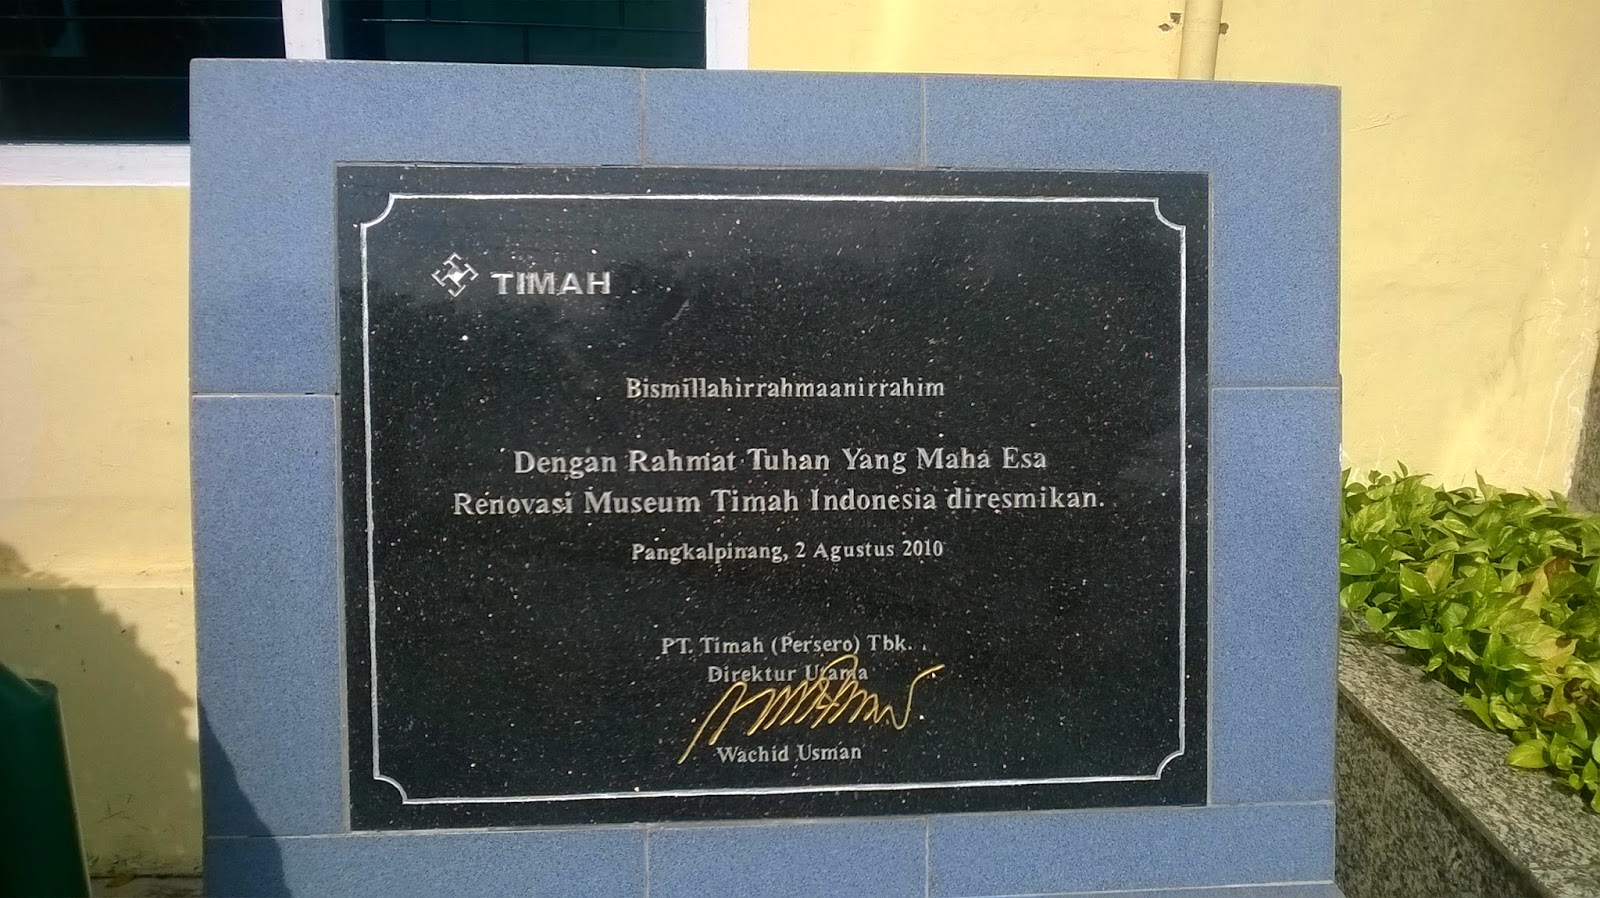 TIMAH
Bismillahirrahmaanirrahim
Dengan Rahmat Tuhan Yang Maha Esa
Renovasi Museum Timah Indonesia diresmikan.
Pangkalpinang, 2 Agustus 2010
PT. Timah (Persero) Tbk.
Direktur Utama
Wachid Usman